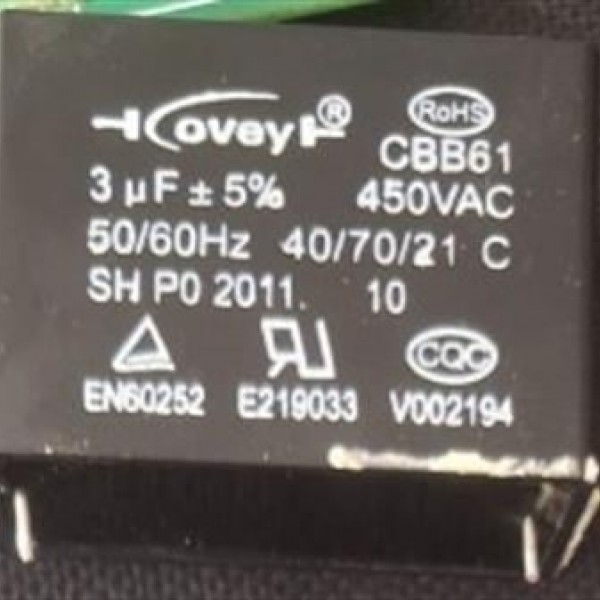 Covey ®
RoHS
CBB61
3 µF ± 5% 450VAC
50/60Hz 40/70/21 C
SH P0 2011. 10
CQC
EN60252 E219033 V002194